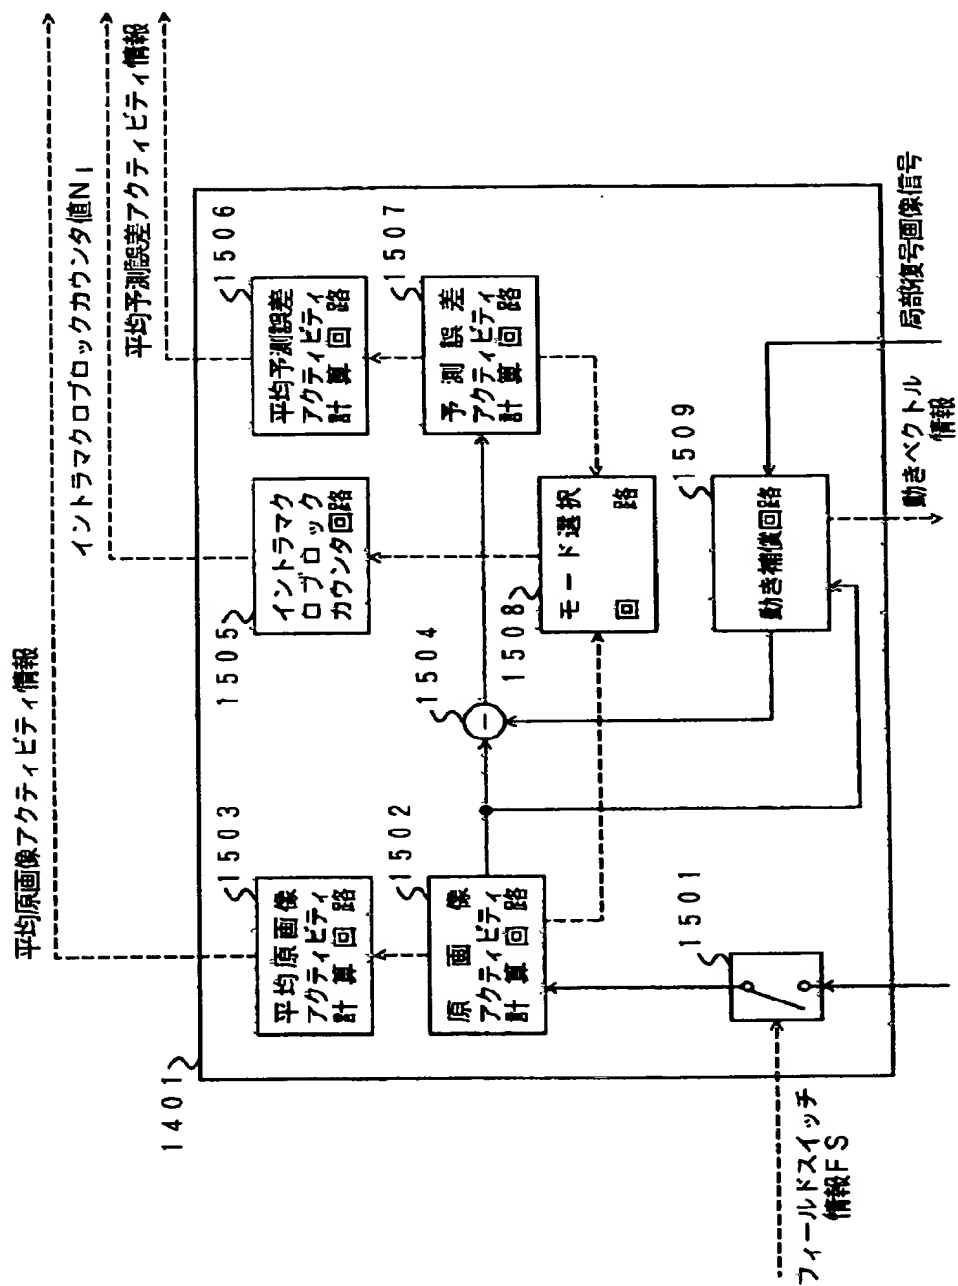 平均原画像アクティビティ情報
イントラマクロブロックカウンタ値N₁
平均予測誤差アクティビティ情報
1401
1503
平均原画像
アクティビティ
計算回路
1505
イントラマク
ロブロック
カウンタ回路
1506
平均予測誤差
アクティビティ
計算回路
1502
原画像
アクティビティ
計算回路
1504
−
1507
予測誤差
アクティビティ
計算回路
1508
モード選択
回路
1501
1509
動き補償回路
フィールドスイッチ
情報FS
動きベクトル
情報
局部復号画像信号